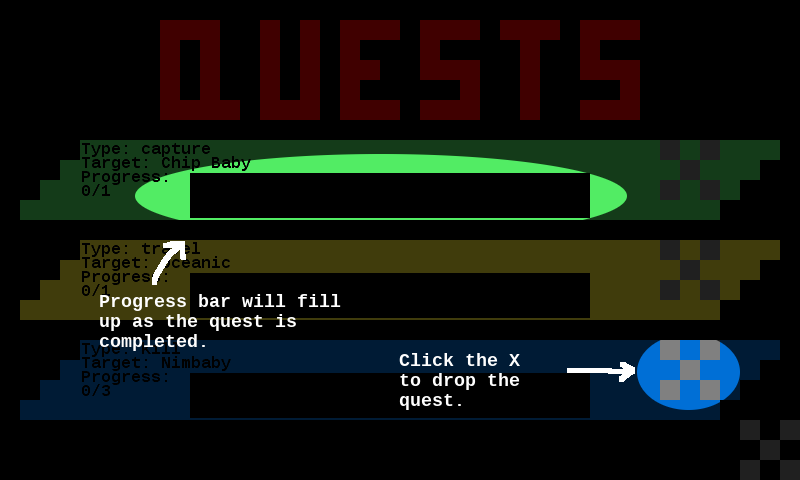 QUESTS
Type: capture
Target: Chip Baby
Progress:
0/1
Type: travel
Target: Oceanic
Progress:
0/1
Progress bar will fill
up as the quest is
completed.
Type: Kill
Target: Nimbaby
Progress:
0/3
Click the X
to drop the
quest.